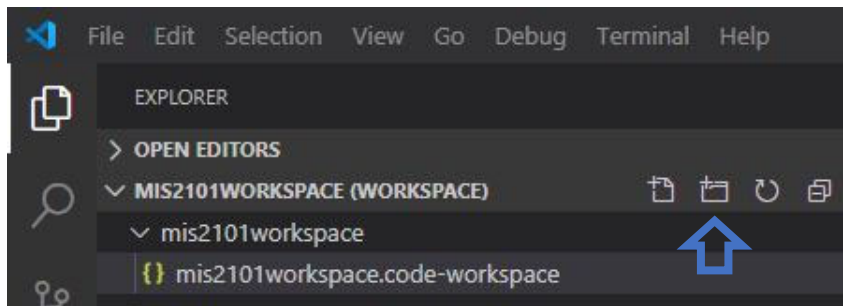 File Edit Selection View Go Debug Terminal Help
EXPLORER
OPEN EDITORS
MIS2101WORKSPACE (WORKSPACE)
mis2101workspace
{} mis2101workspace.code-workspace